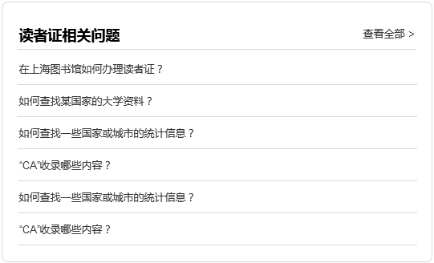 读者证相关问题
查看全部 >
在上海图书馆如何办理读者证？
如何查找某国家的大学资料？
如何查找一些国家或城市的统计信息？
“CA”收录哪些内容？
如何查找一些国家或城市的统计信息？
“CA”收录哪些内容？